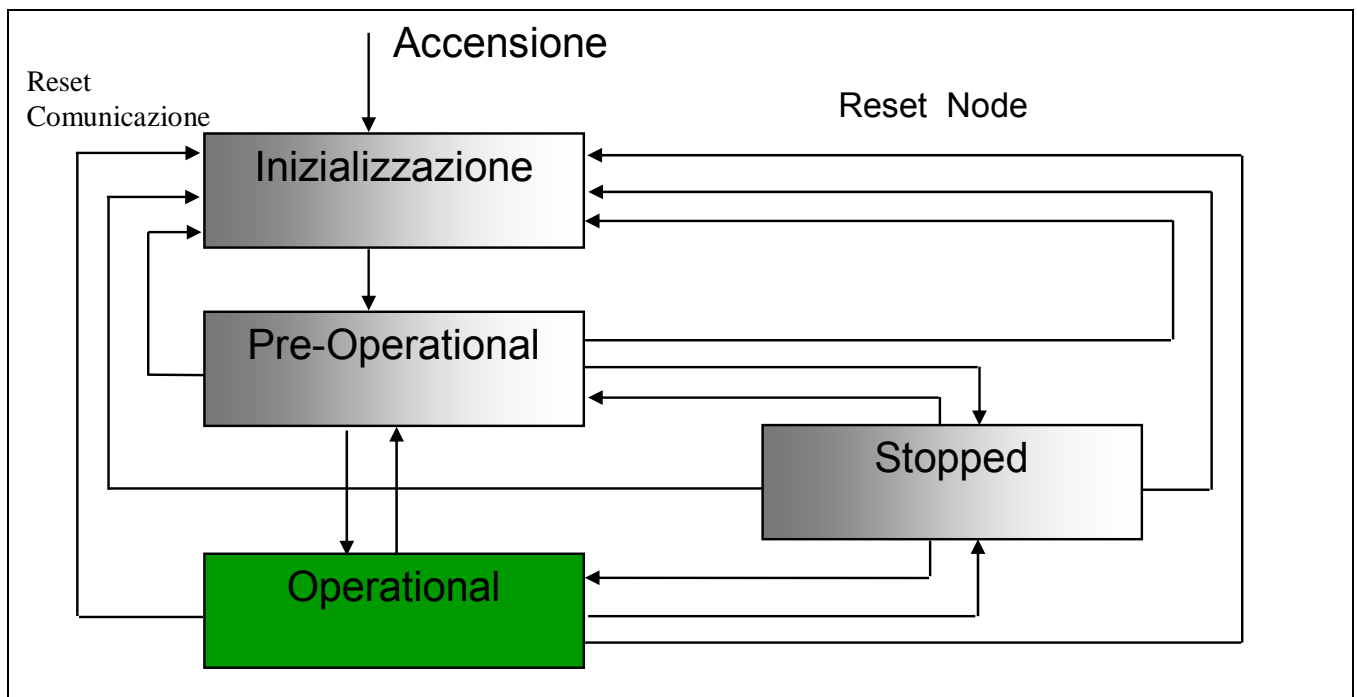 Accensione
Reset
Comunicazione
Reset Node
Inizializzazione
Pre-Operational
Stopped
Operational